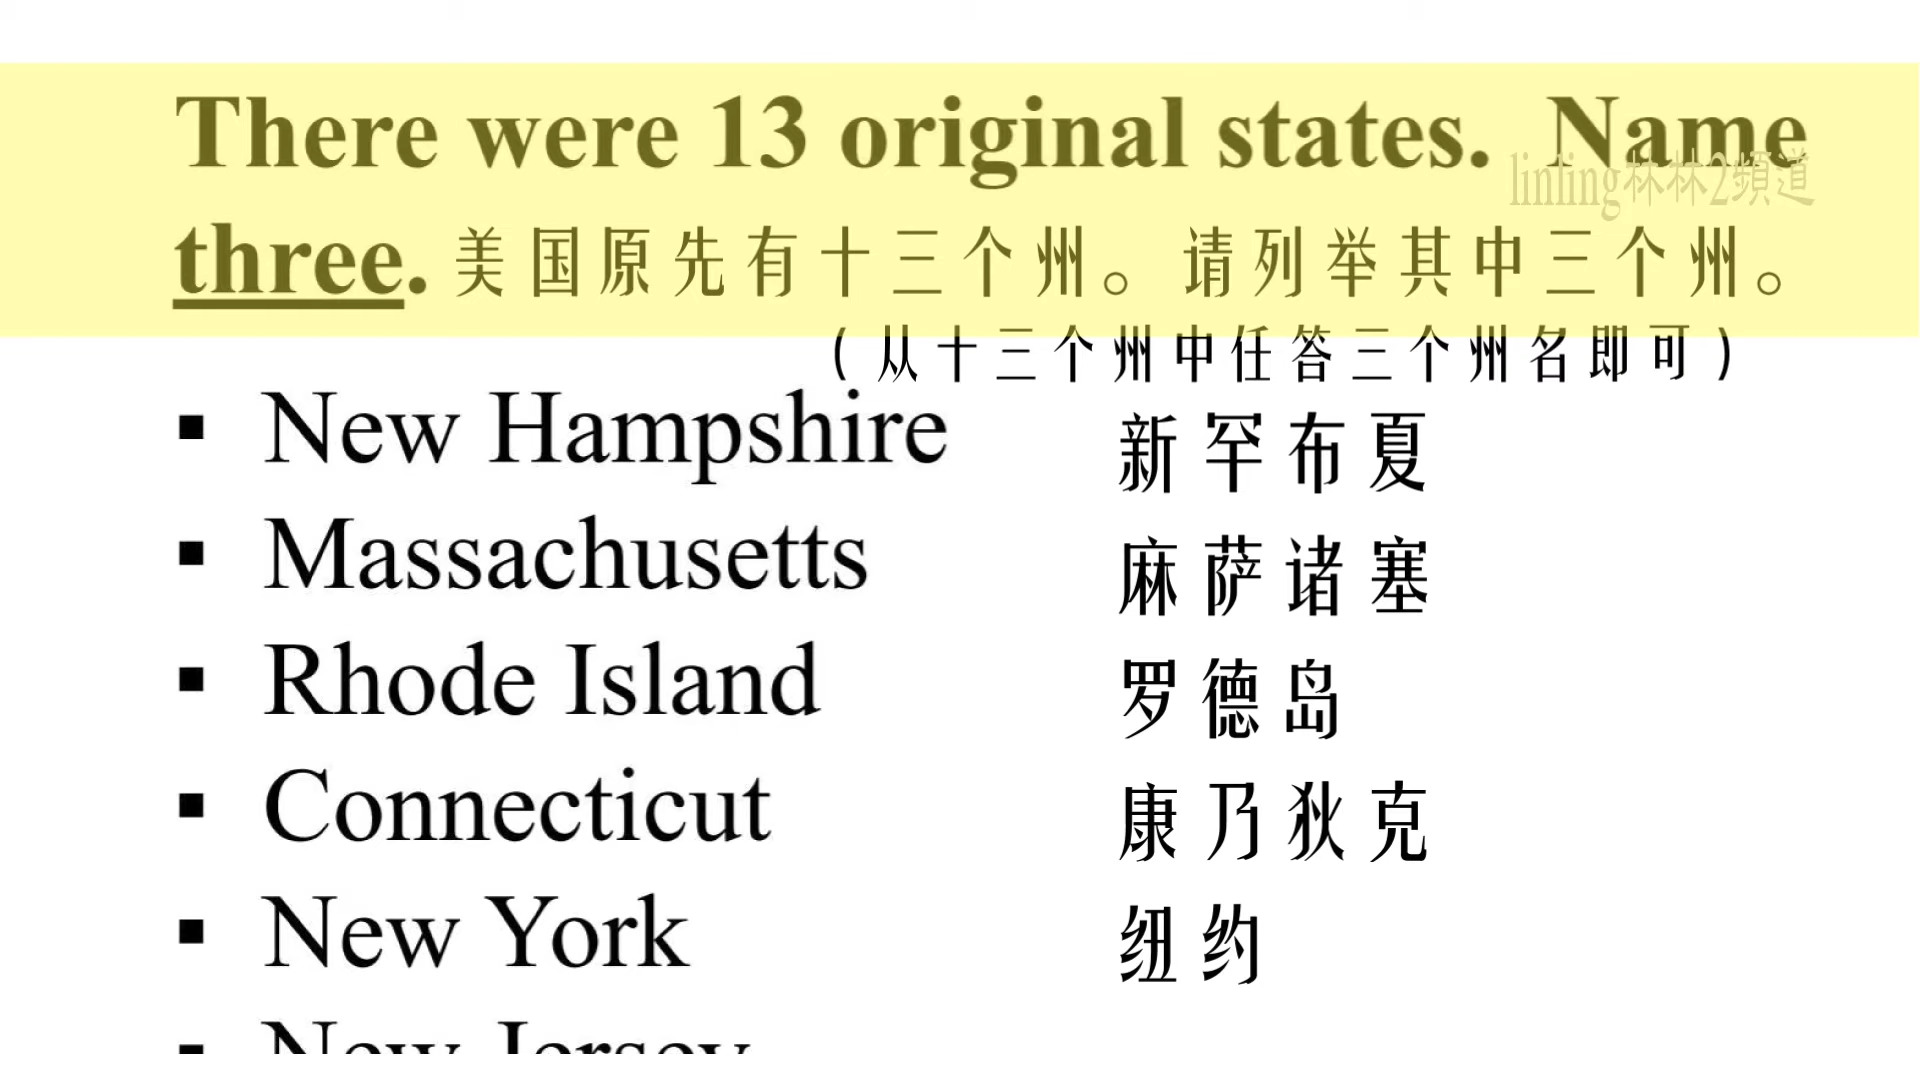 There were 13 original states. Name
linling林林2頻道
three. 美国原先有十三个州。请列举其中三个州。
(从十三个州中任答三个州名即可)
▪ New Hampshire 新罕布夏
▪ Massachusetts 麻萨诸塞
▪ Rhode Island 罗德岛
▪ Connecticut 康乃狄克
▪ New York 纽约
▪ New Jersey